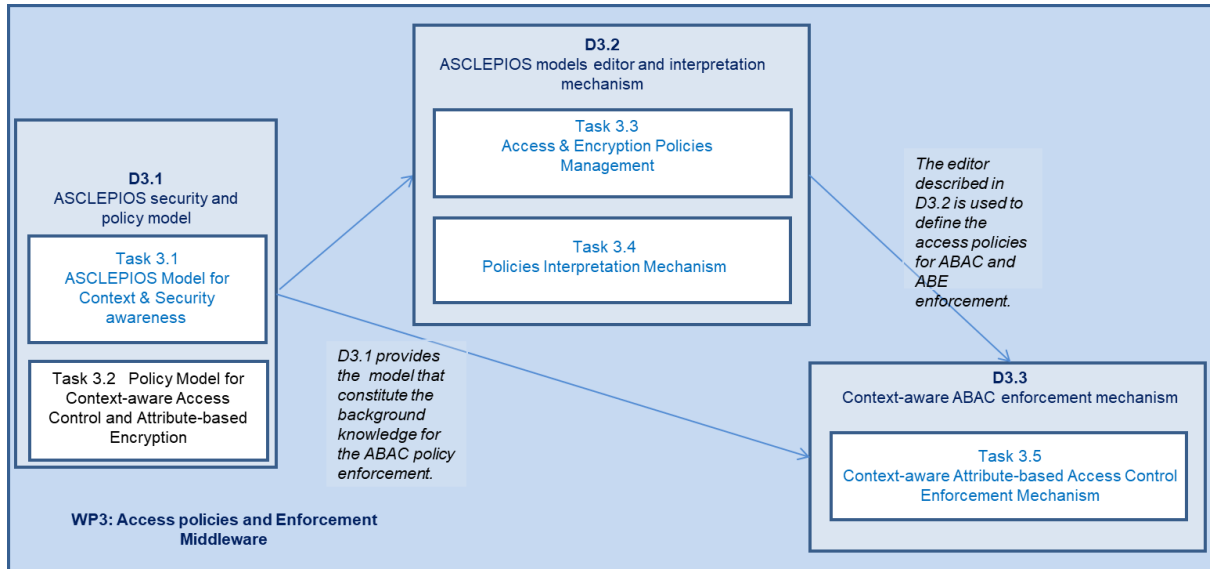 D3.2
ASCLEPIOS models editor and interpretation
mechanism
Task 3.3
Access & Encryption Policies
Management
Task 3.4
Policies Interpretation Mechanism
D3.1
ASCLEPIOS security and
policy model
Task 3.1
ASCLEPIOS Model for
Context & Security
awareness
Task 3.2 Policy Model for
Context-aware Access
Control and Attribute-based
Encryption
The editor
described in
D3.2 is used to
define the
access policies
for ABAC and
ABE
enforcement.
D3.1 provides
the model that
constitute the
background
knowledge for
the ABAC policy
enforcement.
D3.3
Context-aware ABAC enforcement mechanism
Task 3.5
Context-aware Attribute-based Access Control
Enforcement Mechanism
WP3: Access policies and Enforcement
Middleware